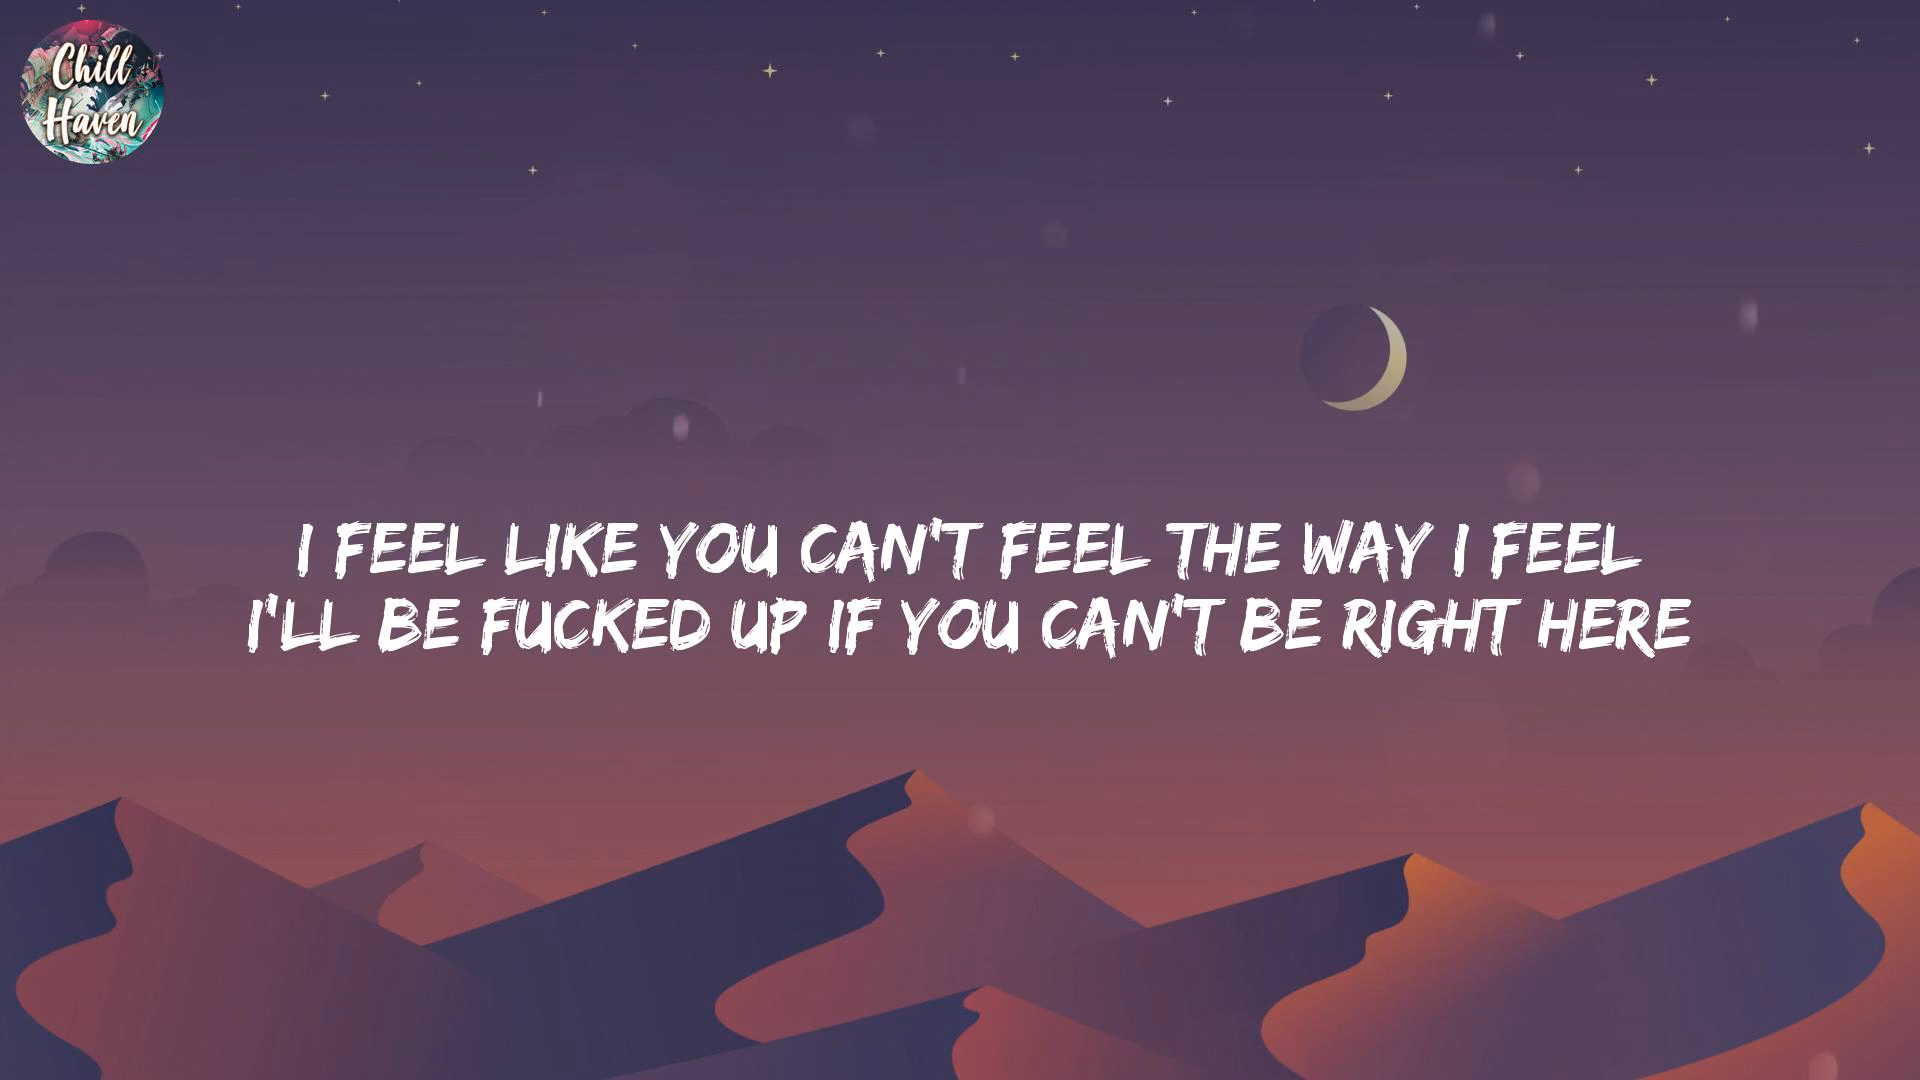 Chill
Haven
I FEEL LIKE YOU CAN'T FEEL THE WAY I FEEL
I'LL BE FUCKED UP IF YOU CAN'T BE RIGHT HERE